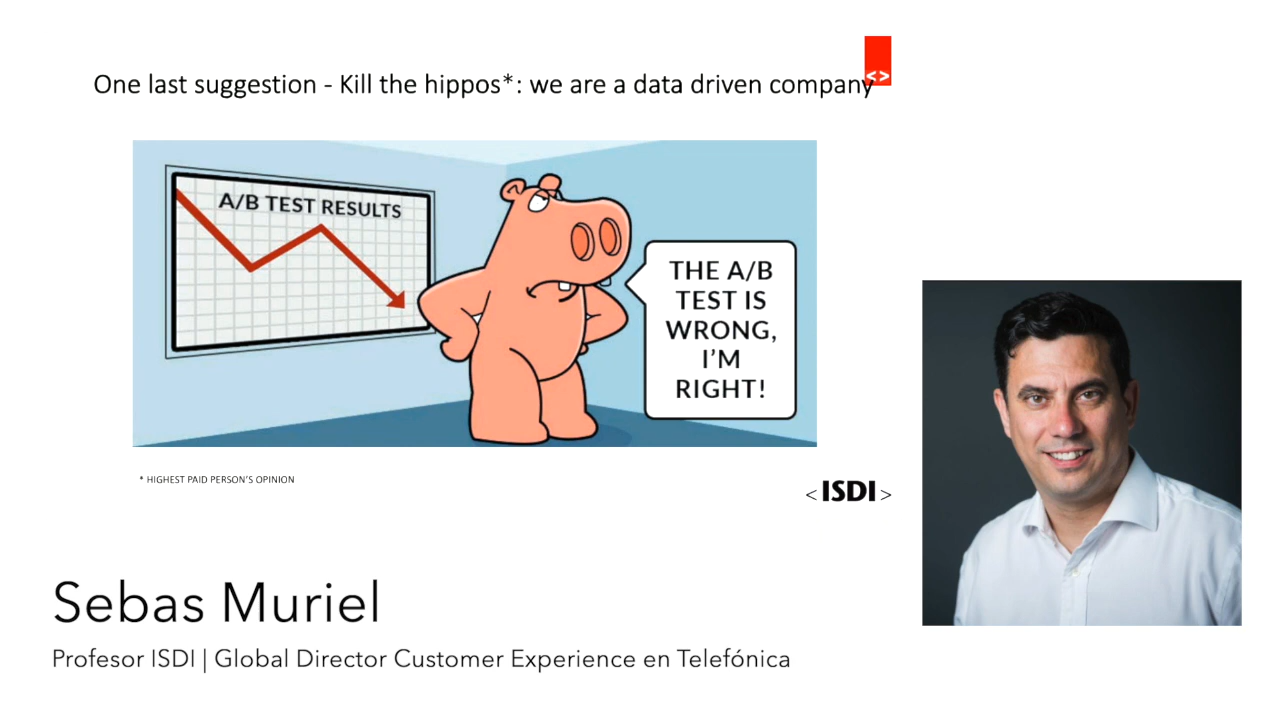 <>
One last suggestion - Kill the hippos*: we are a data driven company
A/B TEST RESULTS
THE A/B
TEST IS
WRONG,
I'M
RIGHT!
* HIGHEST PAID PERSON'S OPINION
<ISDI>
Sebas Muriel
Profesor ISDI | Global Director Customer Experience en Telefónica